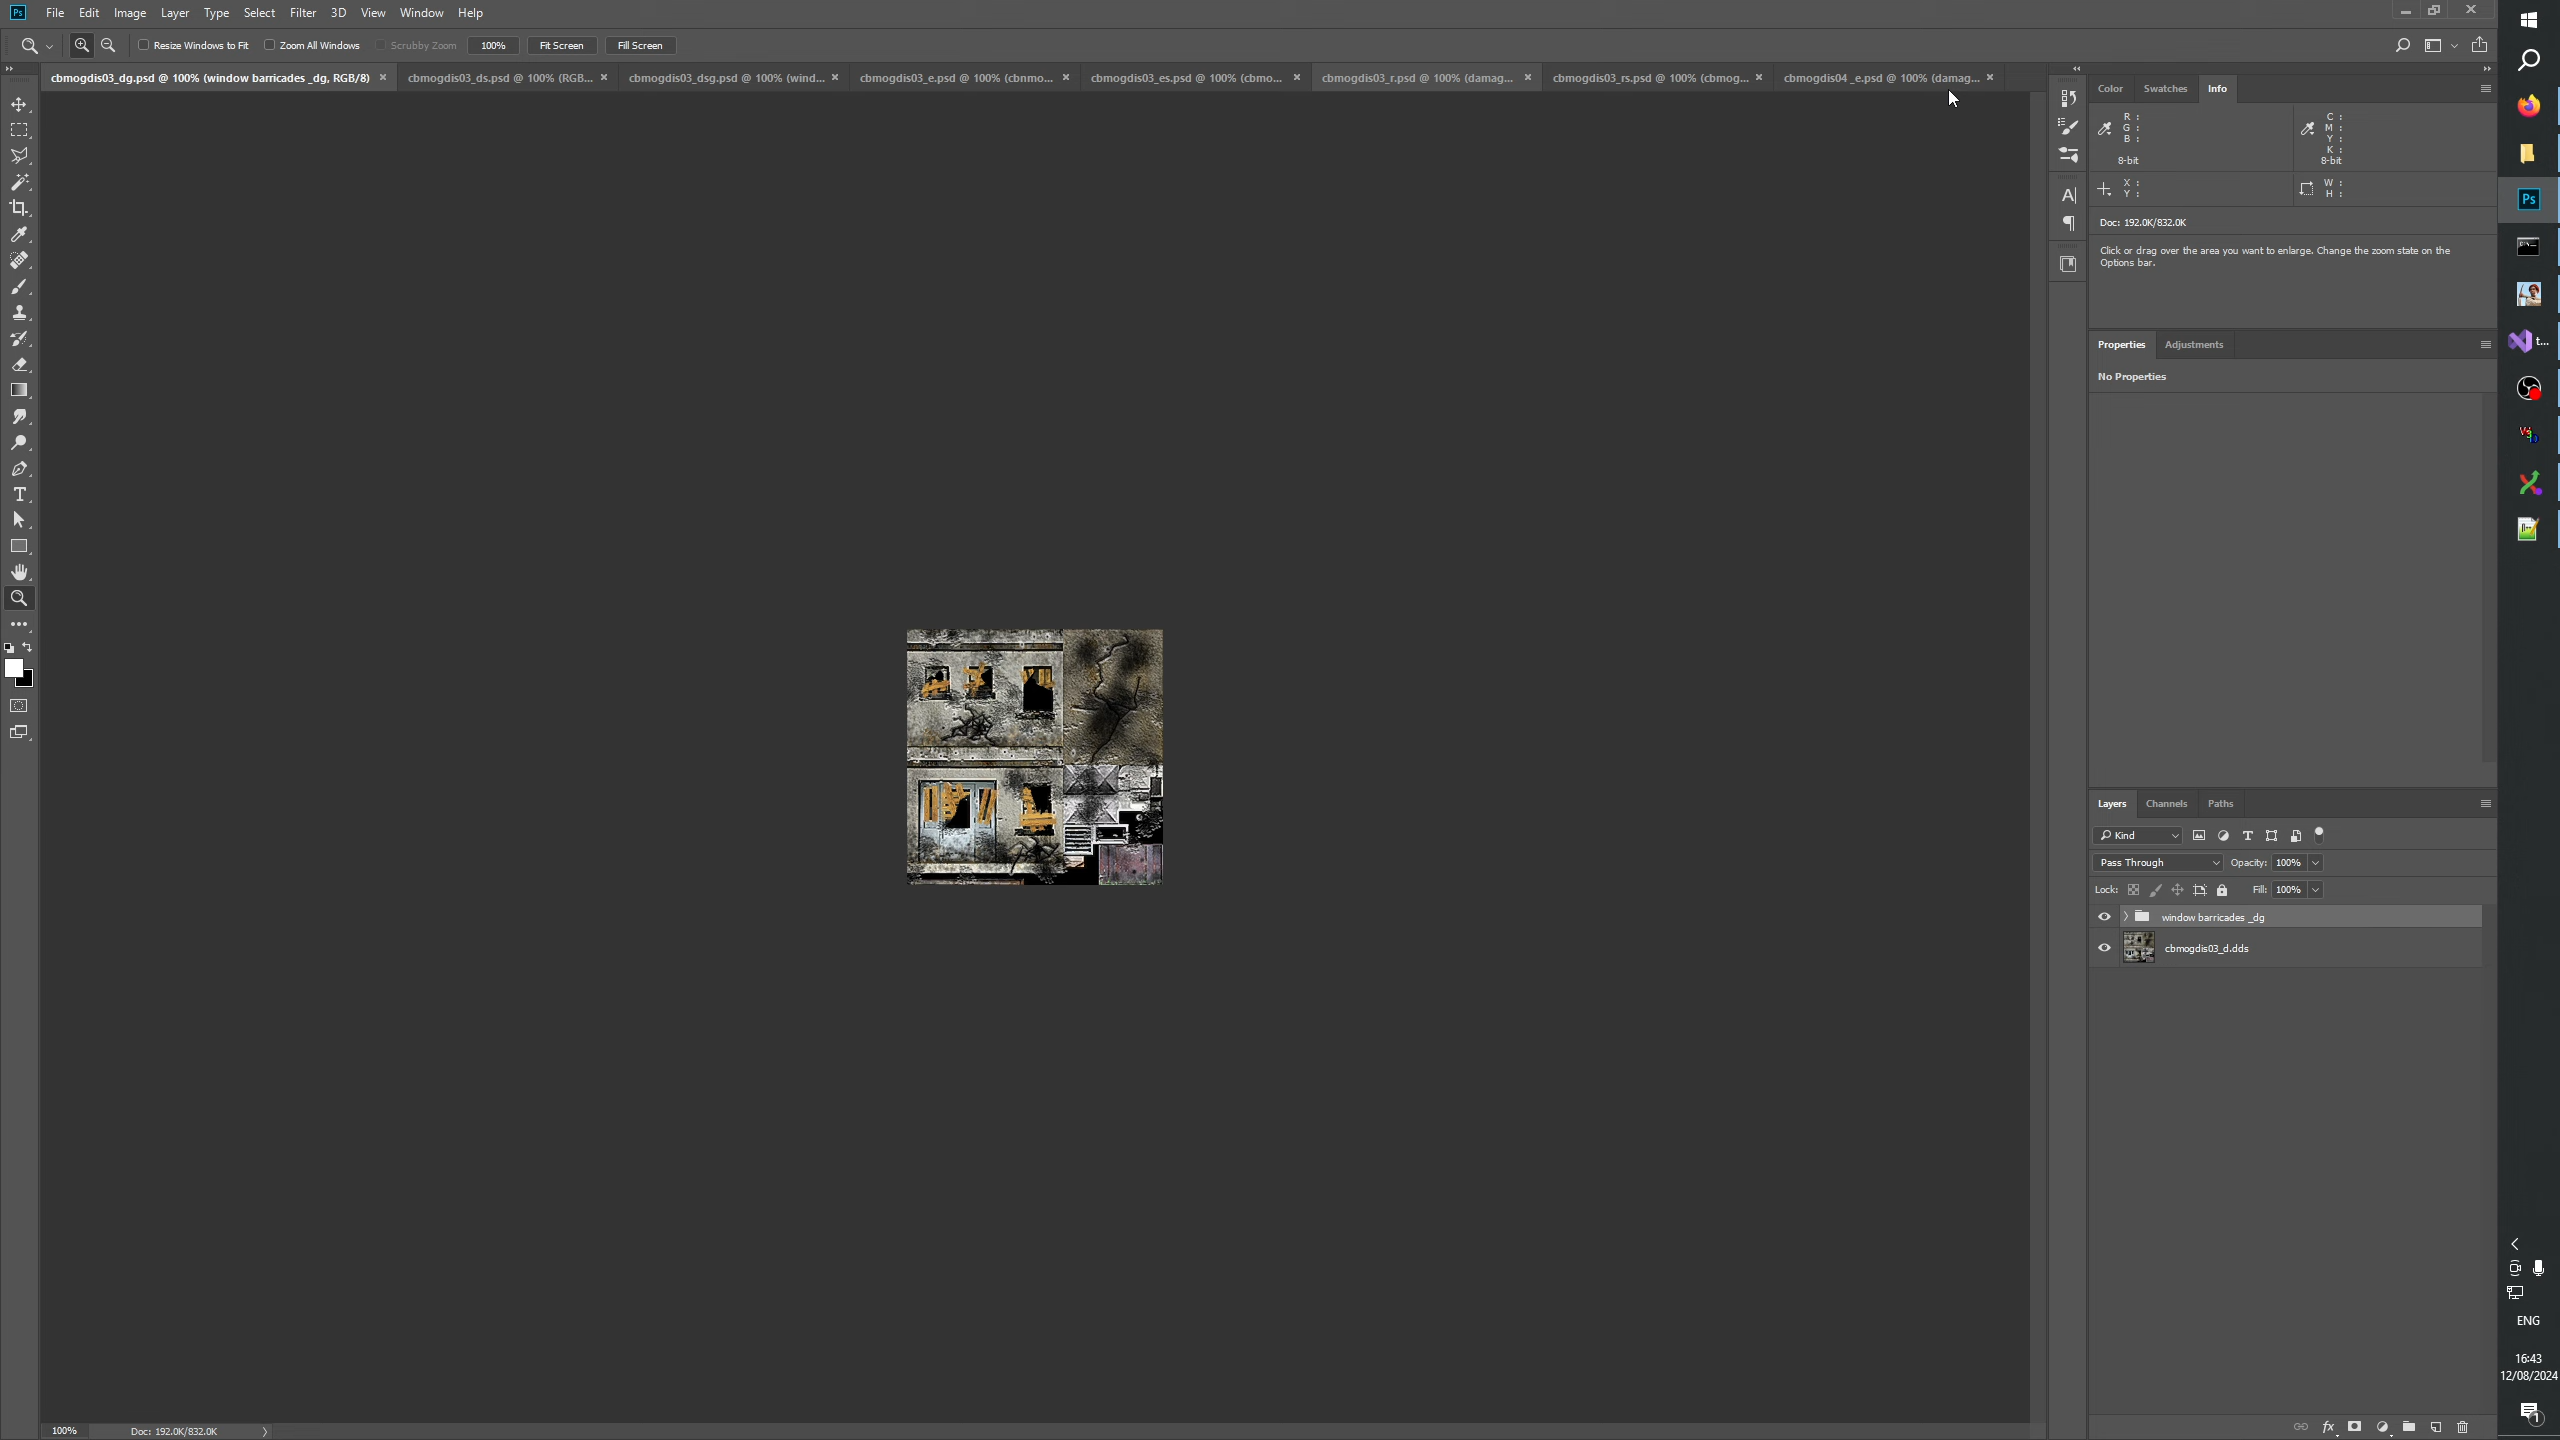 Ps File Edit Image Layer Type Select Filter 3D View Window Help
Resize Windows to Fit Zoom All Windows Scrubby Zoom 100% Fit Screen Fill Screen
cbmogdis03_dg.psd @ 100% (window barricades _dg, RGB/8) × cbmogdis03_ds.psd @ 100% (RGB... × cbmogdis03_dsg.psd @ 100% (wind... × cbmogdis03_e.psd @ 100% (cbnmo... × cbmogdis03_es.psd @ 100% (cbmo... × cbmogdis03_r.psd @ 100% (damag... × cbmogdis03_rs.psd @ 100% (cbmog... × cbmogdis04 _e.psd @ 100% (damag... ×
Color Swatches Info
R : C :
G : M :
B : Y :
K :
8-bit 8-bit
X : W :
Y : H :
Doc: 192.0K/832.0K
Click or drag over the area you want to enlarge. Change the zoom state on the
Options bar.
Properties Adjustments
No Properties
Layers Channels Paths
Kind
Pass Through Opacity: 100%
Lock: Fill: 100%
window barricades _dg
cbmogdis03_d.dds
100% Doc: 192.0K/832.0K
Ps
t...
ENG
16:43
12/08/2024
1